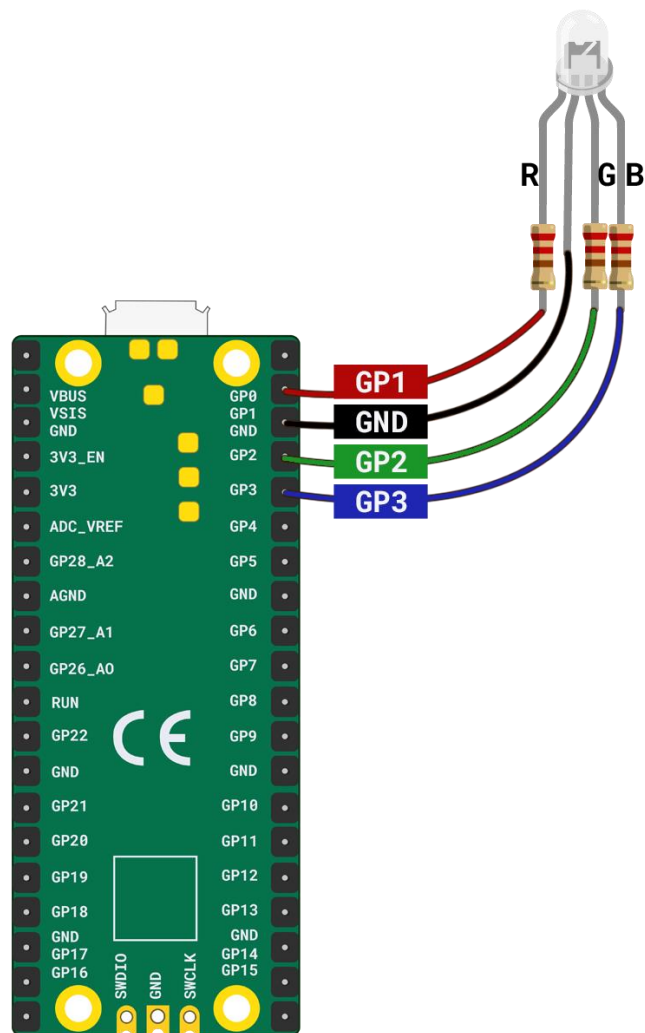 R
G B
GP1
GND
GP2
GP3
VBUS
VSIS
GND
3V3_EN
3V3
ADC_VREF
GP28_A2
AGND
GP27_A1
GP26_A0
RUN
GP22
GND
GP21
GP20
GP19
GP18
GND
GP17
GP16
GP0
GP1
GND
GP2
GP3
GP4
GP5
GND
GP6
GP7
GP8
GP9
GND
GP10
GP11
GP12
GP13
GND
GP14
GP15
CE
SWDIO
GND
SWCLK